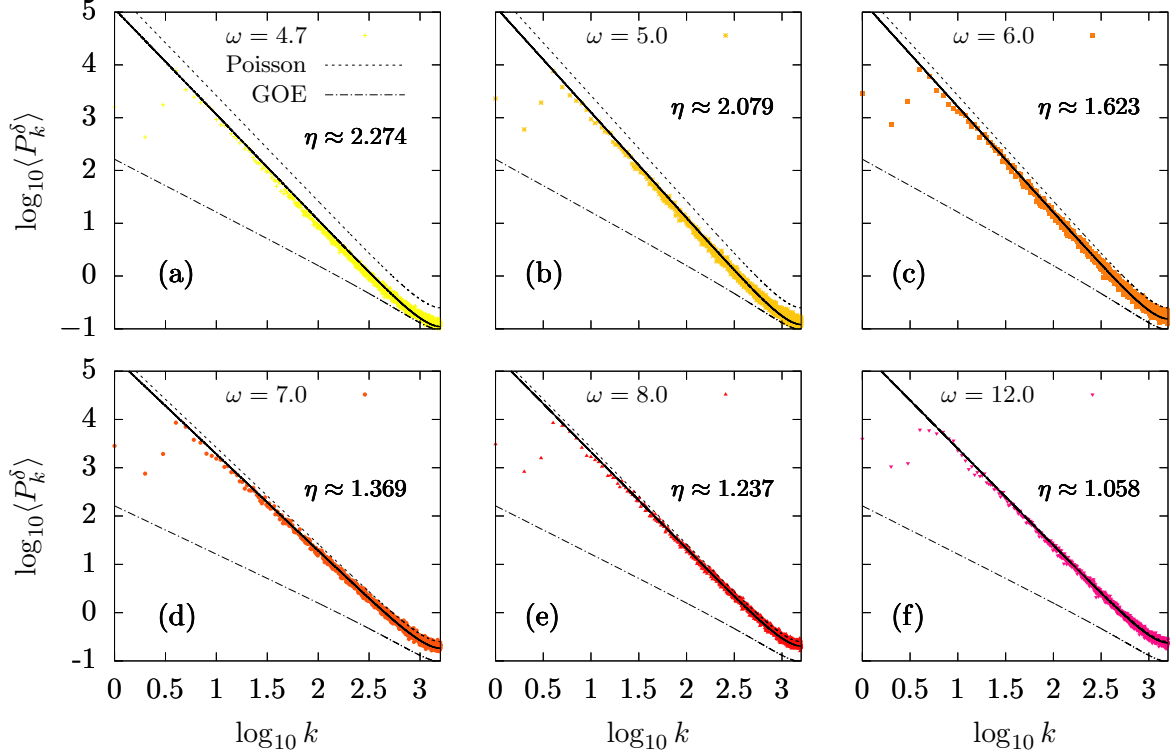 5
4
3
2
1
0
−1
log₁₀⟨Pₖᵟ⟩
ω = 4.7
Poisson
GOE
η ≈ 2.274
(a)
ω = 5.0
η ≈ 2.079
(b)
ω = 6.0
η ≈ 1.623
(c)
5
4
3
2
1
0
-1
log₁₀⟨Pₖᵟ⟩
ω = 7.0
η ≈ 1.369
(d)
ω = 8.0
η ≈ 1.237
(e)
ω = 12.0
η ≈ 1.058
(f)
0 0.5 1 1.5 2 2.5 3
0 0.5 1 1.5 2 2.5 3
0 0.5 1 1.5 2 2.5 3
log₁₀ k
log₁₀ k
log₁₀ k